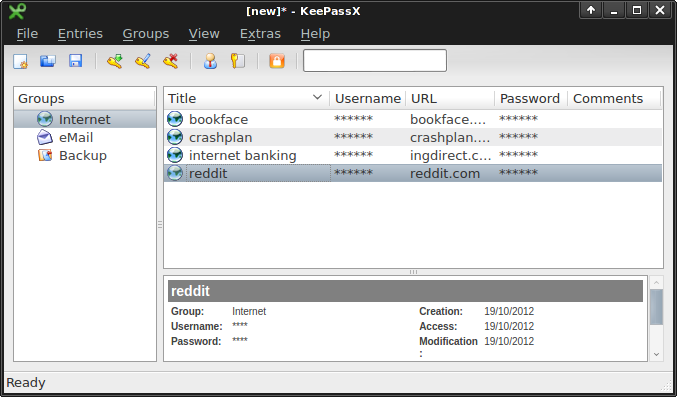 [new]* - KeePassX
File Entries Groups View Extras Help
Groups
Internet
eMail
Backup
Title Username URL Password Comments
bookface ****** bookface.... ******
crashplan ****** crashplan.... ******
internet banking ****** ingdirect.c... ******
reddit ****** reddit.com ******
reddit
Group: Internet Creation: 19/10/2012
Username: **** Access: 19/10/2012
Password: **** Modification 19/10/2012
:
Ready